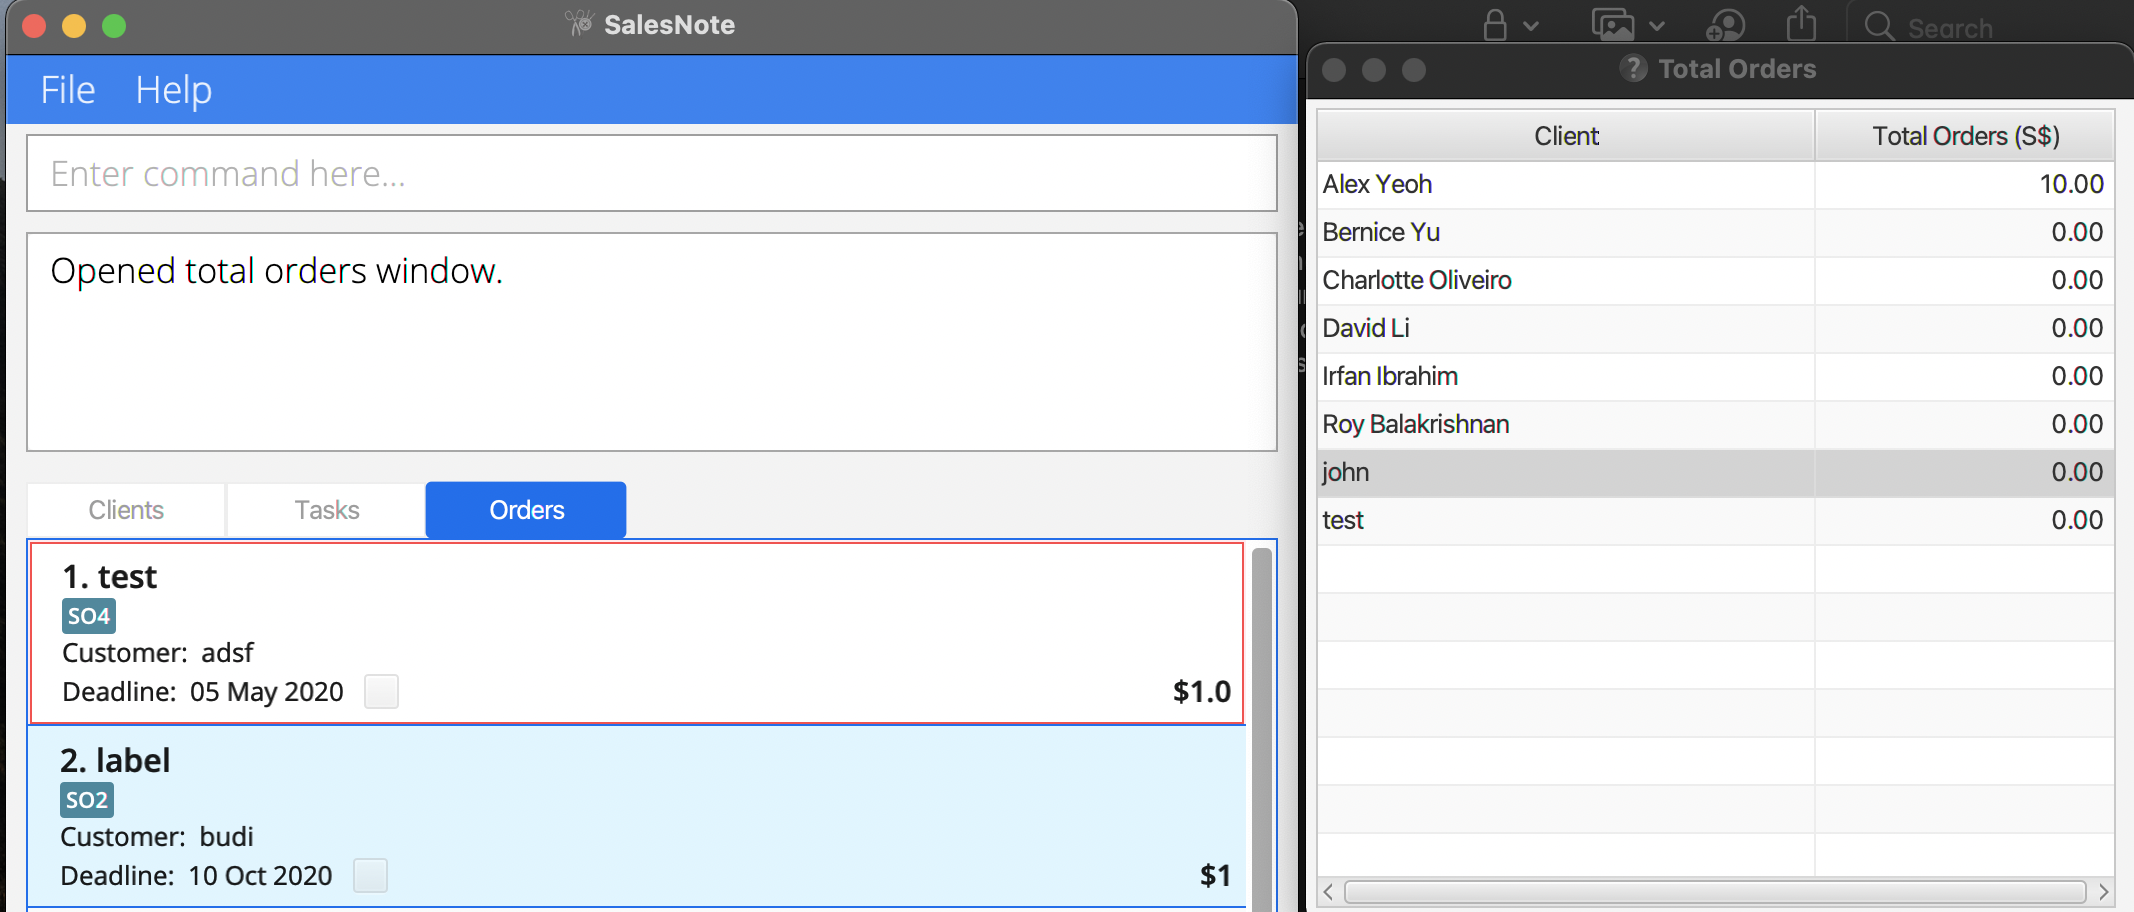 SalesNote
File Help
Enter command here...
Opened total orders window.
Clients Tasks Orders
1. test
SO4
Customer: adsf
Deadline: 05 May 2020
$1.0
2. label
SO2
Customer: budi
Deadline: 10 Oct 2020
$1
Search
? Total Orders
Client Total Orders (S$)
Alex Yeoh 10.00
Bernice Yu 0.00
Charlotte Oliveiro 0.00
David Li 0.00
Irfan Ibrahim 0.00
Roy Balakrishnan 0.00
john 0.00
test 0.00